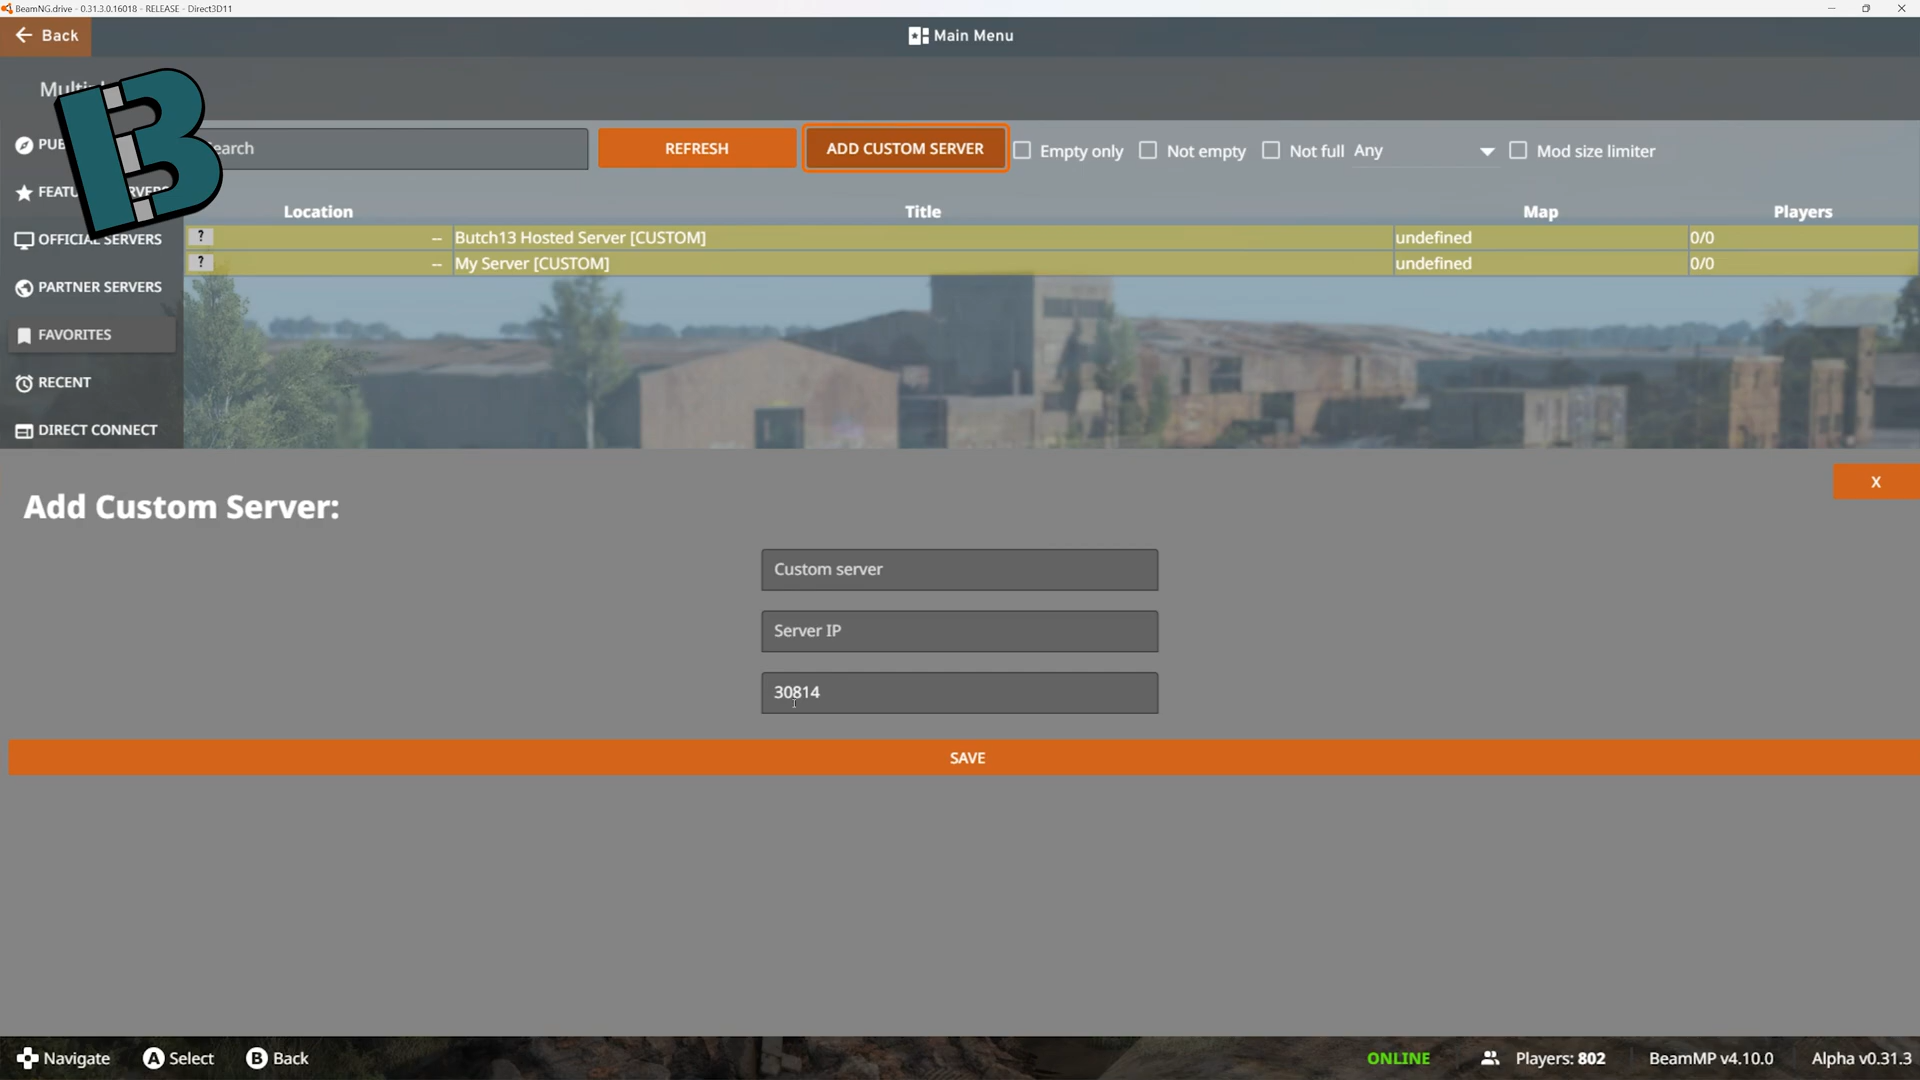 BeamNG.drive - 0.31.3.0.16018 - RELEASE - Direct3D11
Back
Main Menu
REFRESH
ADD CUSTOM SERVER
Empty only
Not empty
Not full
Any
Mod size limiter
Location
Title
Map
Players
OFFICIAL SERVERS
? -- Butch13 Hosted Server [CUSTOM] undefined 0/0
? -- My Server [CUSTOM] undefined 0/0
PARTNER SERVERS
FAVORITES
RECENT
DIRECT CONNECT
X
Add Custom Server:
Custom server
Server IP
30814
SAVE
Navigate
A Select
B Back
ONLINE
Players: 802
BeamMP v4.10.0
Alpha v0.31.3